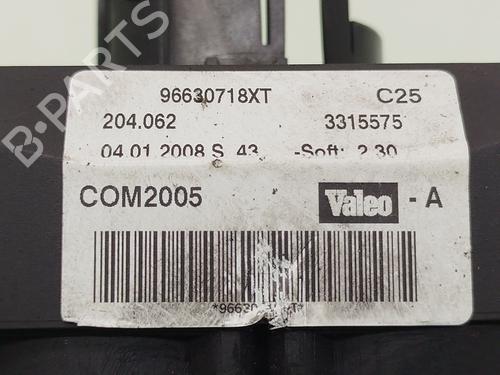 96630718XT C25
204.062 3315575
04.01.2008 S 43 -Soft: 2.30
COM2005 Valeo - A
B-PARTS